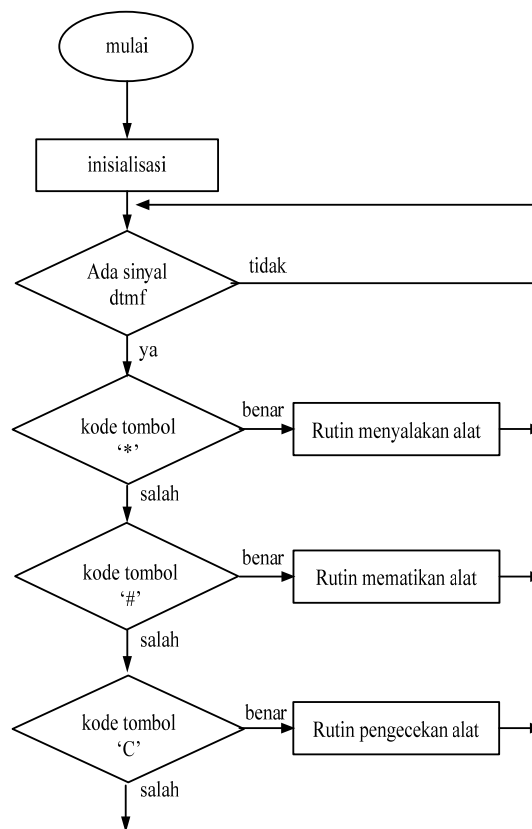 mulai
inisialisasi
Ada sinyal
dtmf
tidak
ya
kode tombol
‘*’
benar
Rutin menyalakan alat
salah
kode tombol
‘#’
benar
Rutin mematikan alat
salah
kode tombol
‘C’
benar
Rutin pengecekan alat
salah